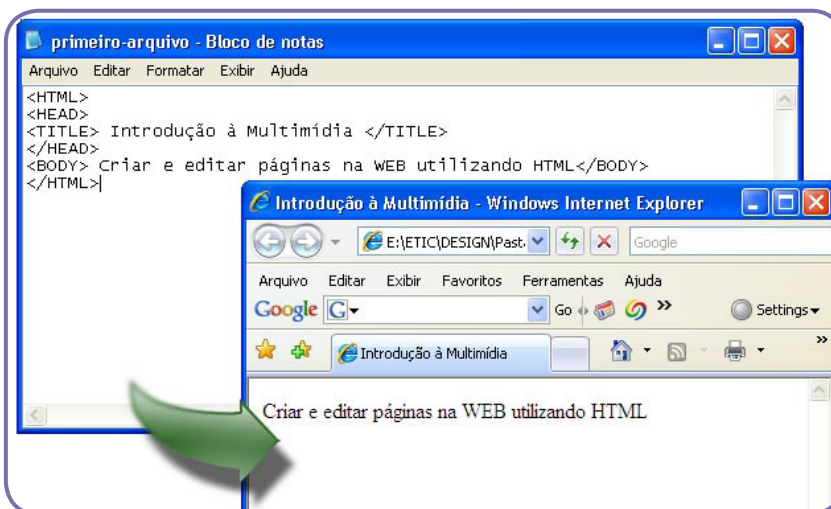 primeiro-arquivo - Bloco de notas
Arquivo Editar Formatar Exibir Ajuda
<HTML>
<HEAD>
<TITLE> Introdução à Multimídia </TITLE>
</HEAD>
<BODY> Criar e editar páginas na WEB utilizando HTML</BODY>
</HTML>
Introdução à Multimídia - Windows Internet Explorer
E:\ETIC\DESIGN\Past.
Google
Arquivo Editar Exibir Favoritos Ferramentas Ajuda
Google G Go » Settings
Introdução à Multimídia »
Criar e editar páginas na WEB utilizando HTML